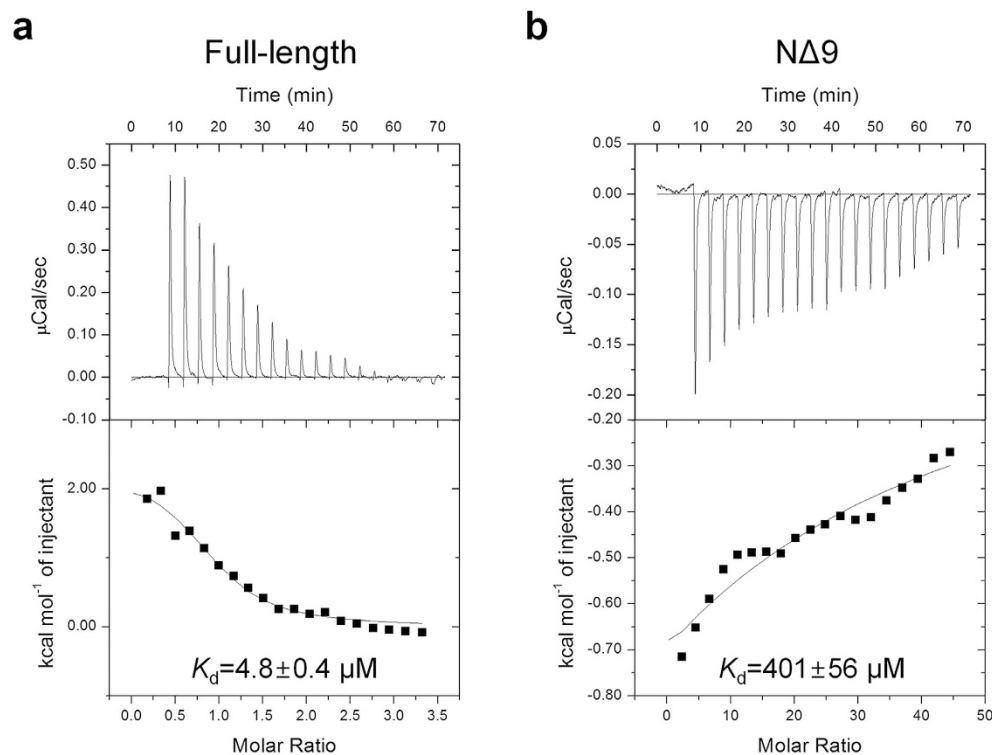 a
Full-length
Time (min)
0 10 20 30 40 50 60 70
0.50
0.40
0.30
0.20
0.10
0.00
-0.10
µCal/sec
2.00
0.00
kcal mol⁻¹ of injectant
Kd=4.8±0.4 µM
0.0 0.5 1.0 1.5 2.0 2.5 3.0 3.5
Molar Ratio
b
NΔ9
Time (min)
0 10 20 30 40 50 60 70
0.05
0.00
-0.05
-0.10
-0.15
-0.20
-0.20
µCal/sec
-0.30
-0.40
-0.50
-0.60
-0.70
-0.80
kcal mol⁻¹ of injectant
Kd=401±56 µM
0 10 20 30 40 50
Molar Ratio